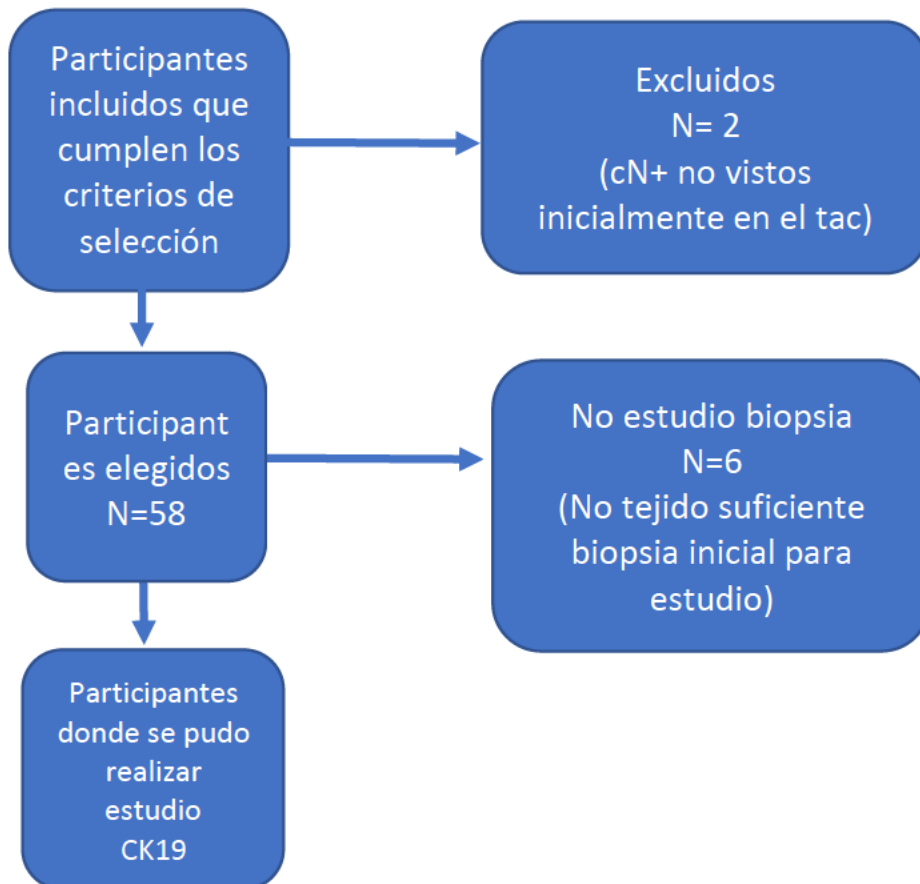 Participantes
incluidos que
cumplen los
criterios de
selección
Excluidos
N= 2
(cN+ no vistos
inicialmente en el tac)
Participant
es elegidos
N=58
No estudio biopsia
N=6
(No tejido suficiente
biopsia inicial para
estudio)
Participantes
donde se pudo
realizar
estudio
CK19